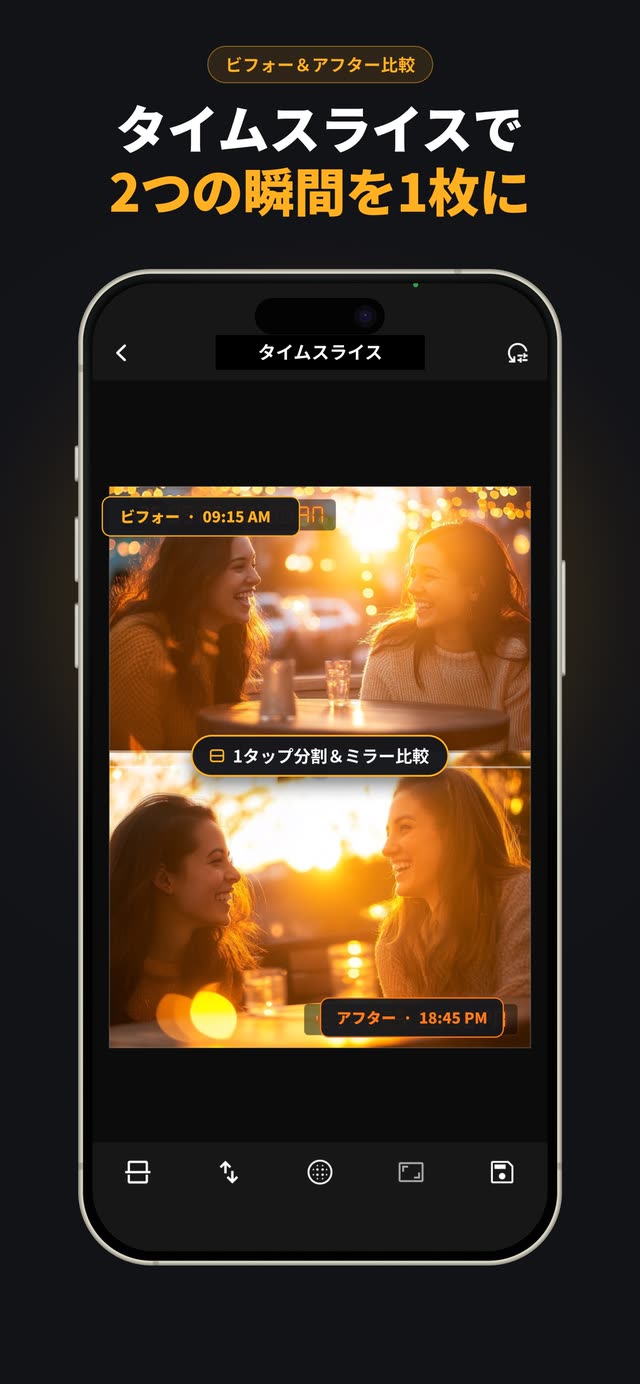 ビフォー＆アフター比較
タイムスライスで
2つの瞬間を1枚に
タイムスライス
ビフォー ・ 09:15 AM
1タップ分割＆ミラー比較
アフター ・ 18:45 PM